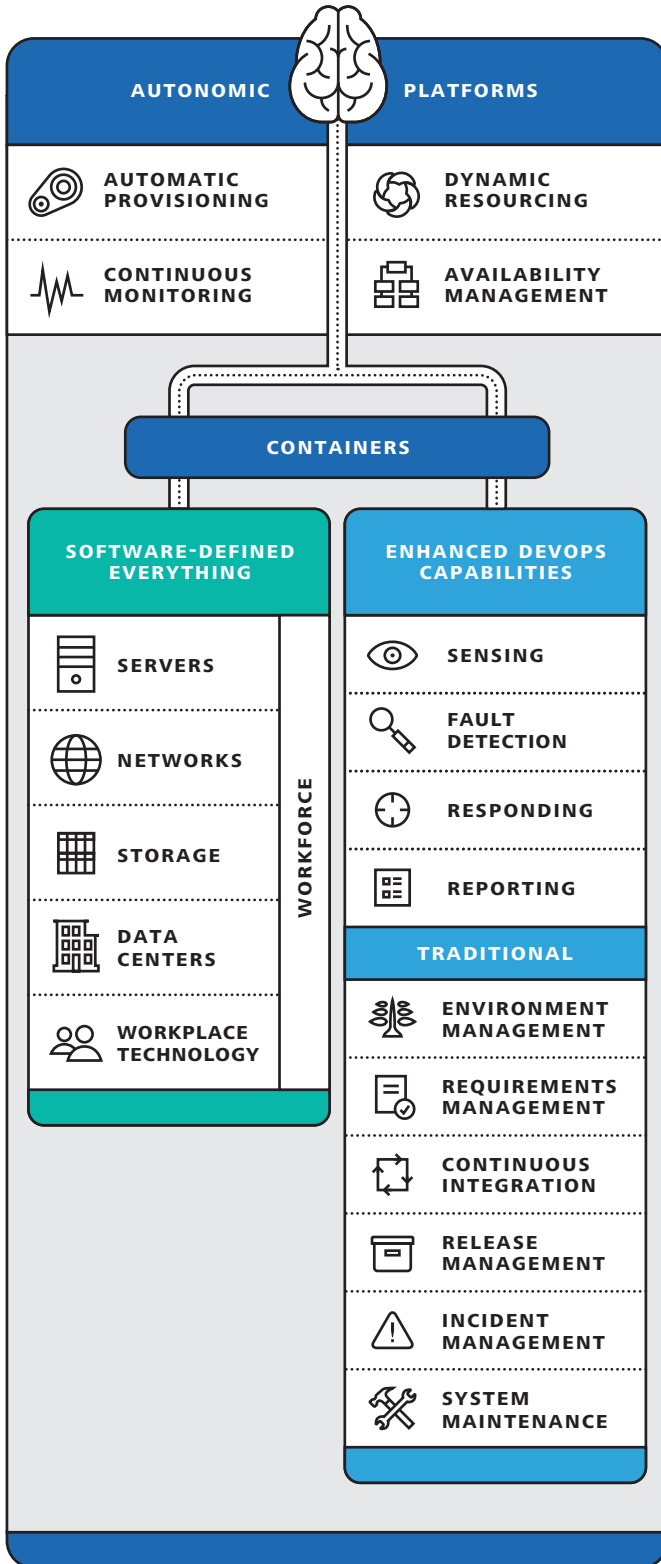 AUTONOMIC PLATFORMS
AUTOMATIC
PROVISIONING
DYNAMIC
RESOURCING
CONTINUOUS
MONITORING
AVAILABILITY
MANAGEMENT
CONTAINERS
SOFTWARE-DEFINED
EVERYTHING
SERVERS
NETWORKS
STORAGE
DATA
CENTERS
WORKPLACE
TECHNOLOGY
WORKFORCE
ENHANCED DEVOPS
CAPABILITIES
SENSING
FAULT
DETECTION
RESPONDING
REPORTING
TRADITIONAL
ENVIRONMENT
MANAGEMENT
REQUIREMENTS
MANAGEMENT
CONTINUOUS
INTEGRATION
RELEASE
MANAGEMENT
INCIDENT
MANAGEMENT
SYSTEM
MAINTENANCE